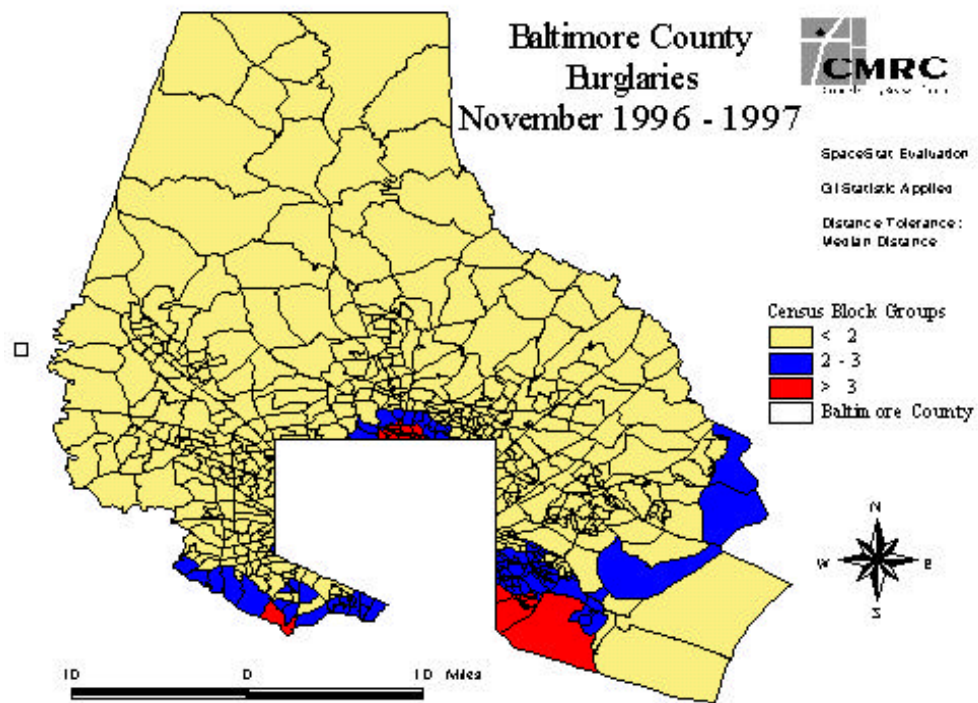 Baltimore County
Burglaries
November 1996 - 1997
CMRC
SpaceStat Evaluation
GI Statistic Applied
Distance Tolerance :
Median Distance
Census Block Groups
< 2
2 - 3
> 3
Baltimore County
N
W E
S
10 0 10 Miles